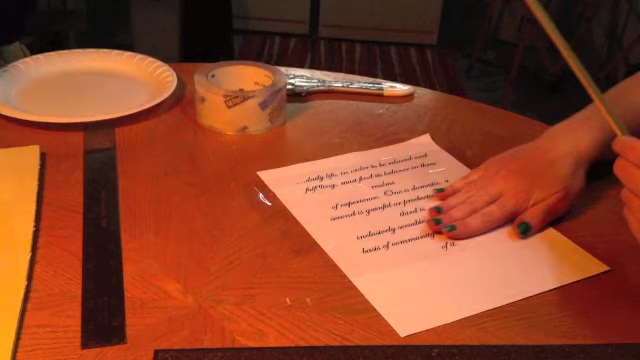 ...daily life, in order to be relaxed and
fulfilling, must find its balance in three
realms
of experience. One is domestic, a
second is gainful or productive
third is
inclusively sociable
basis of community
of it